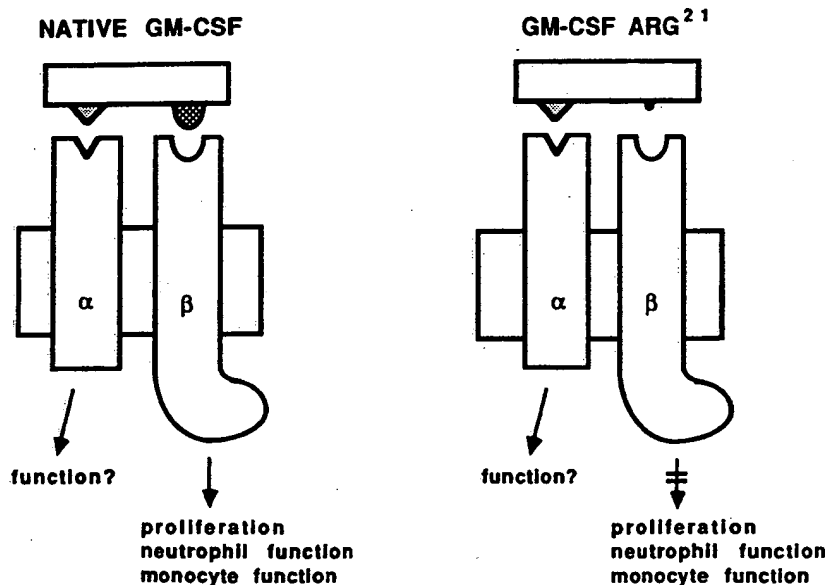 NATIVE GM-CSF
GM-CSF ARG²¹
α
β
function?
proliferation
neutrophil function
monocyte function
α
β
function?
proliferation
neutrophil function
monocyte function